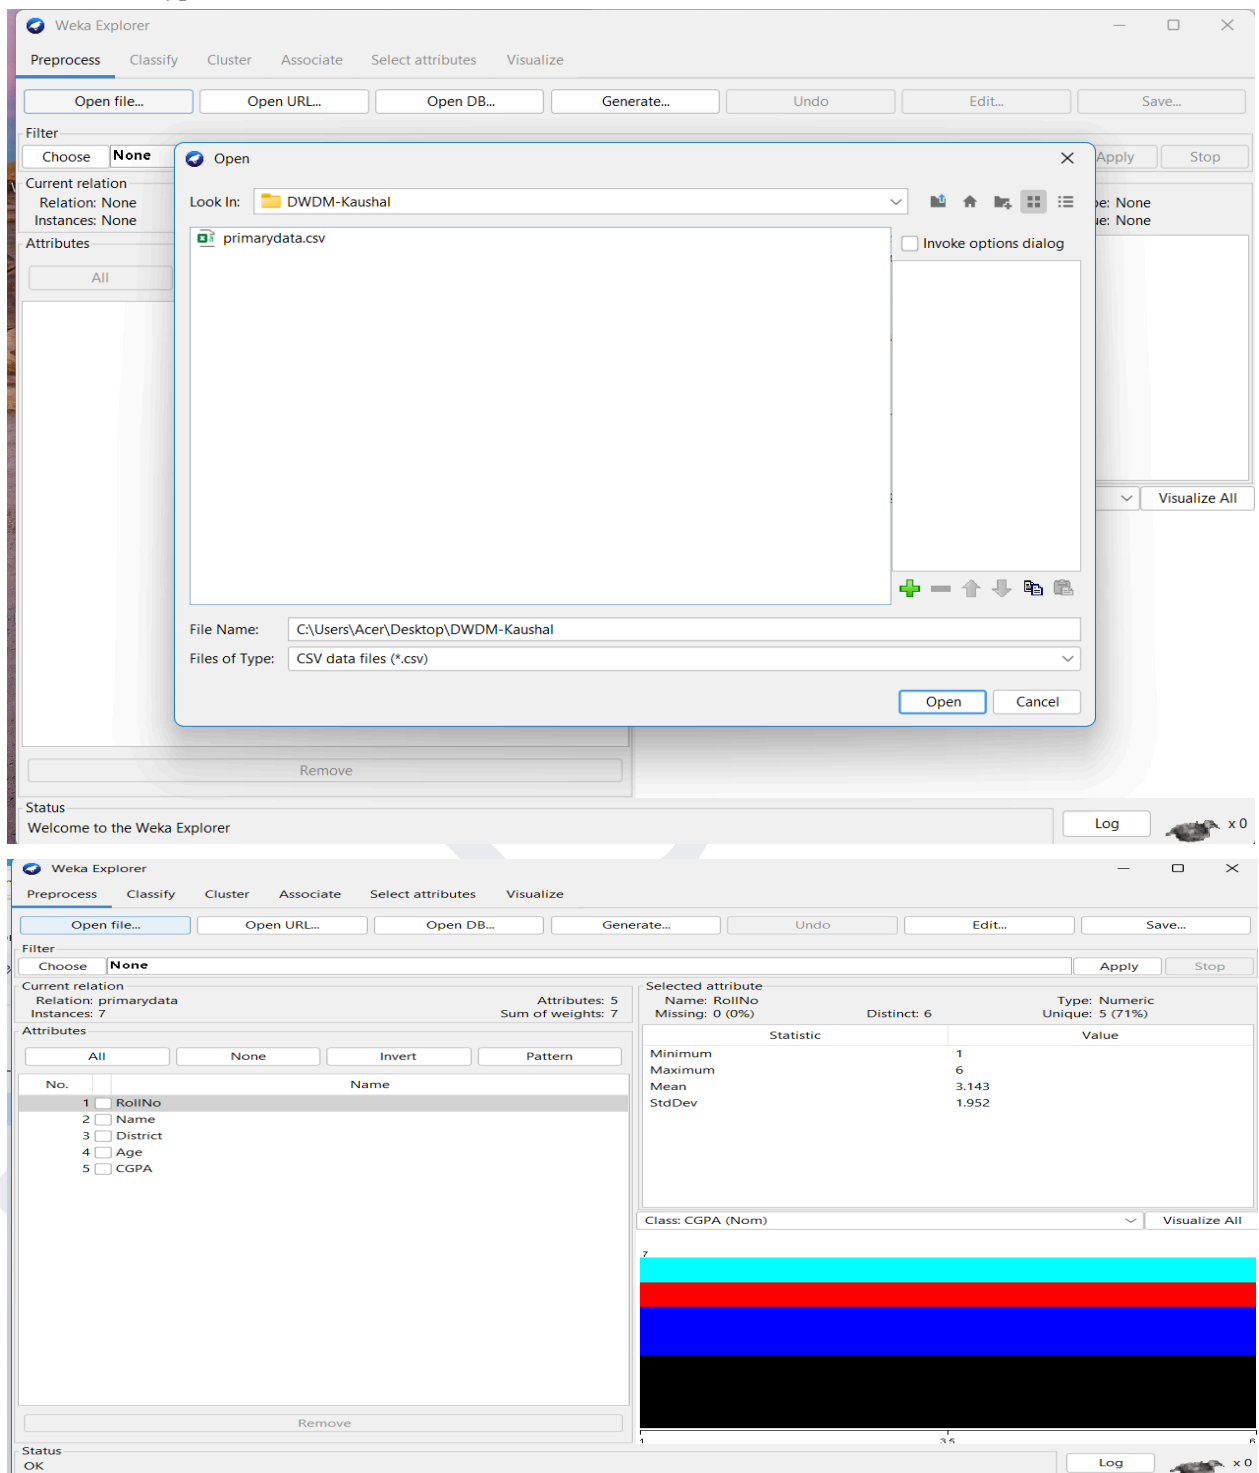 Weka Explorer
Preprocess Classify Cluster Associate Select attributes Visualize
Open file... Open URL... Open DB... Generate... Undo Edit... Save...
Filter
Choose None Apply Stop
Open
Current relation
Relation: None
Instances: None
pe: None
ue: None
Look In: DWDM-Kaushal
Attributes
primarydata.csv
Invoke options dialog
All
Visualize All
File Name: C:\Users\Acer\Desktop\DWDM-Kaushal
Files of Type: CSV data files (*.csv)
Open Cancel
Remove
Status
Welcome to the Weka Explorer
Log x 0
Weka Explorer
Preprocess Classify Cluster Associate Select attributes Visualize
Open file... Open URL... Open DB... Generate... Undo Edit... Save...
Filter
Choose None Apply Stop
Current relation
Relation: primarydata Attributes: 5
Instances: 7 Sum of weights: 7
Selected attribute
Name: RollNo Type: Numeric
Missing: 0 (0%) Distinct: 6 Unique: 5 (71%)
Attributes
All None Invert Pattern
Statistic Value
Minimum 1
Maximum 6
Mean 3.143
StdDev 1.952
No. Name
1 RollNo
2 Name
3 District
4 Age
5 CGPA
Class: CGPA (Nom) Visualize All
7
1 3.5 6
Remove
Status
OK
Log x 0